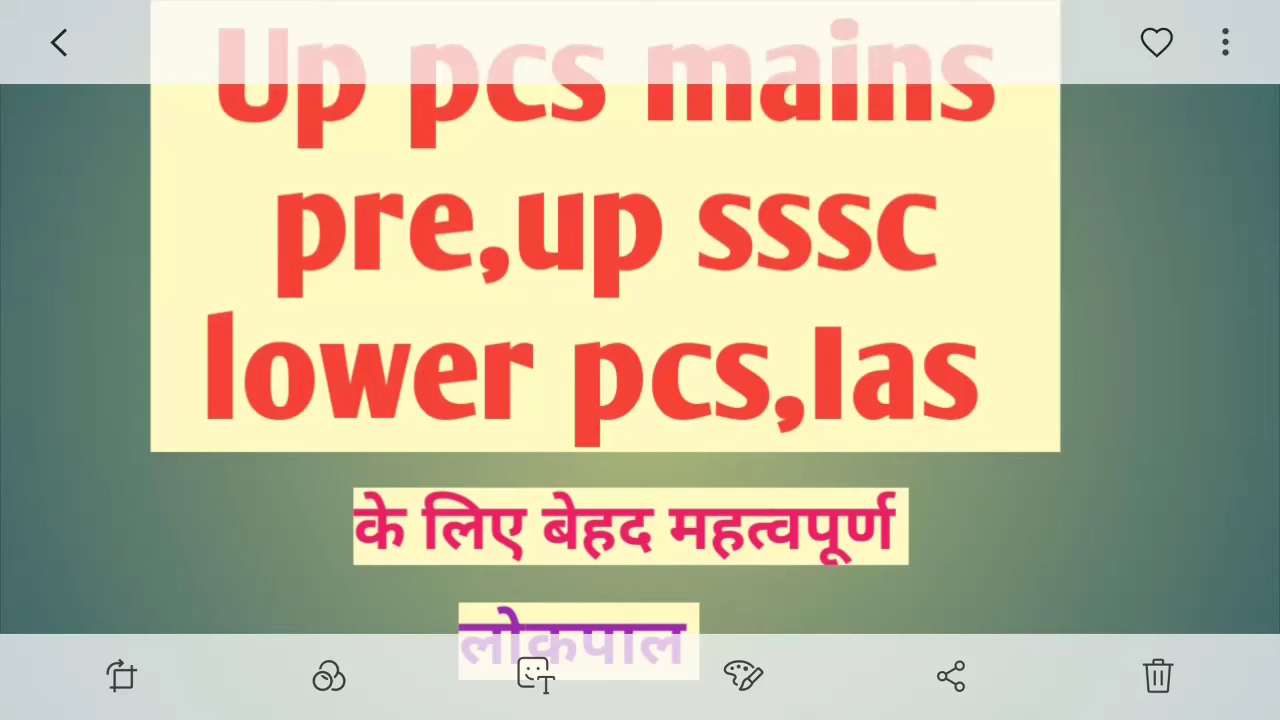 Up pcs mains
pre,up sssc
lower pcs,Ias
के लिए बेहद महत्वपूर्ण
लोकपाल